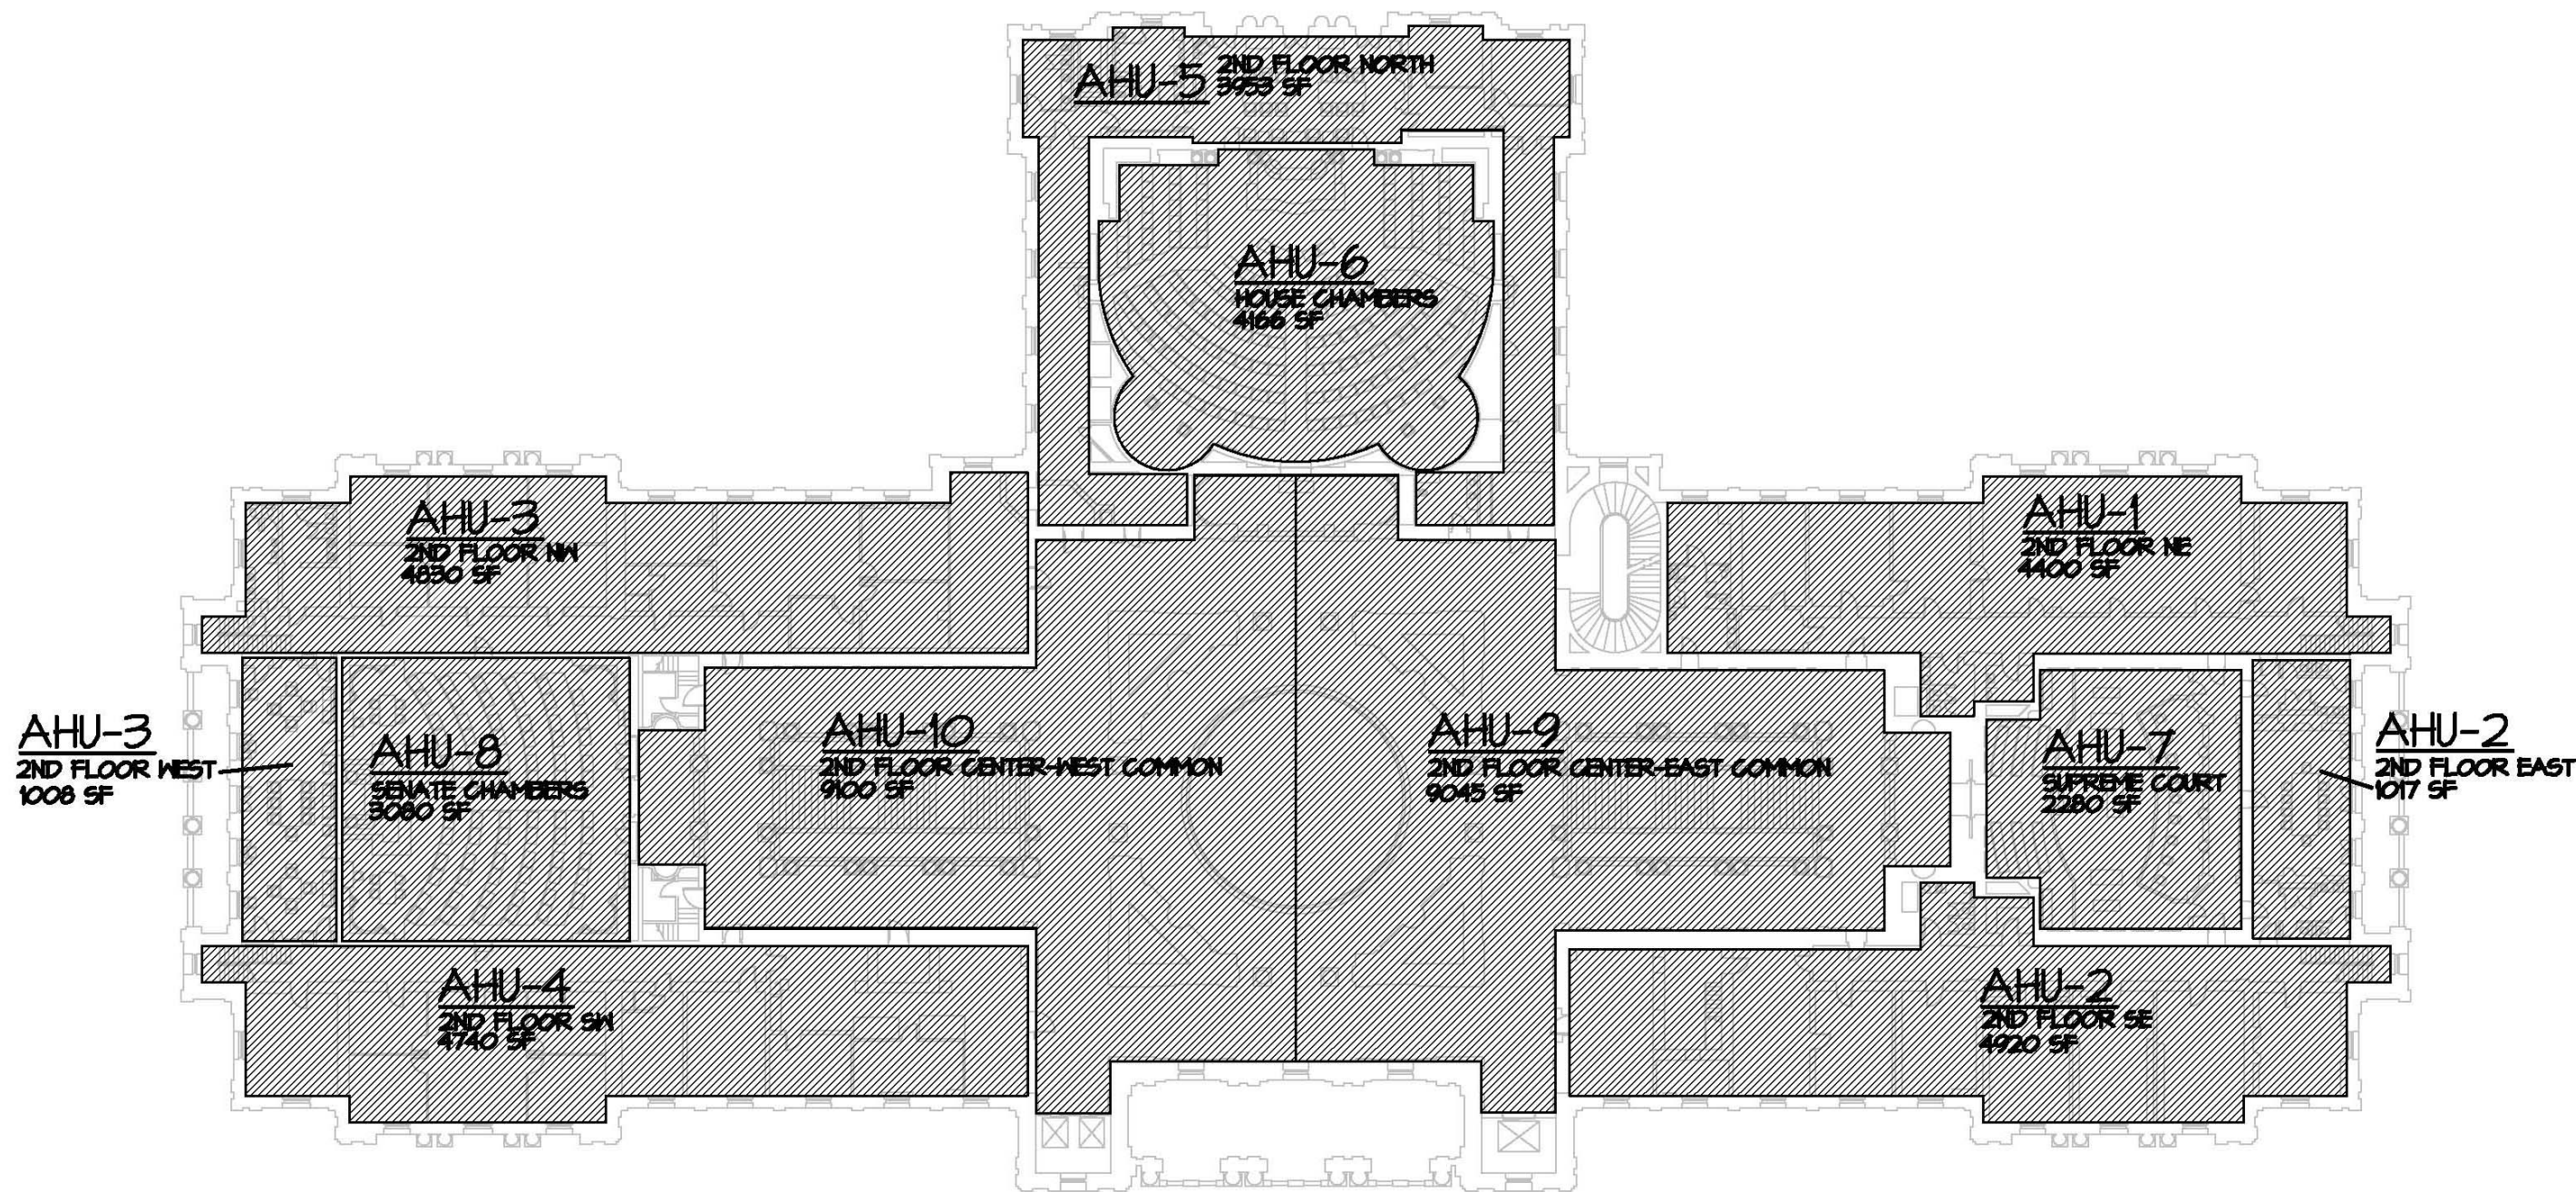 AHU-5
2ND FLOOR NORTH
3953 SF
AHU-6
HOUSE CHAMBERS
4166 SF
AHU-3
2ND FLOOR NW
4830 SF
AHU-1
2ND FLOOR NE
4400 SF
AHU-3
2ND FLOOR WEST
1008 SF
AHU-8
SENATE CHAMBERS
3080 SF
AHU-10
2ND FLOOR CENTER-WEST COMMON
9100 SF
AHU-9
2ND FLOOR CENTER-EAST COMMON
9045 SF
AHU-7
SUPREME COURT
2280 SF
AHU-2
2ND FLOOR EAST
1017 SF
AHU-4
2ND FLOOR SW
4740 SF
AHU-2
2ND FLOOR SE
4920 SF